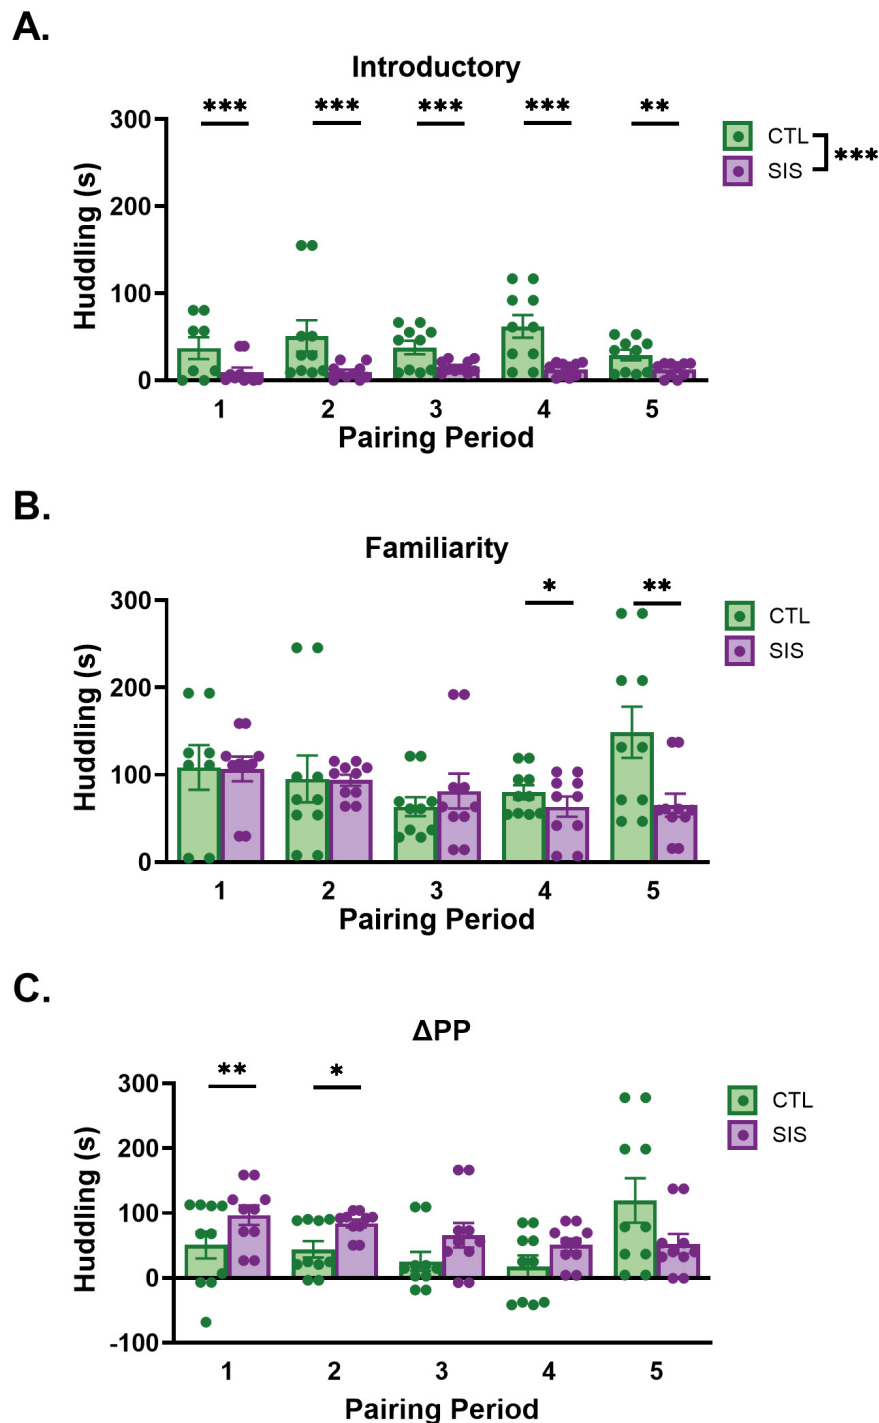 A.
Introductory
*** *** *** *** **
300
200
100
0
Huddling (s)
CTL
SIS
***
1 2 3 4 5
Pairing Period
B.
Familiarity
* **
300
200
100
0
Huddling (s)
CTL
SIS
1 2 3 4 5
Pairing Period
C.
ΔPP
** *
300
200
100
0
-100
Huddling (s)
CTL
SIS
1 2 3 4 5
Pairing Period